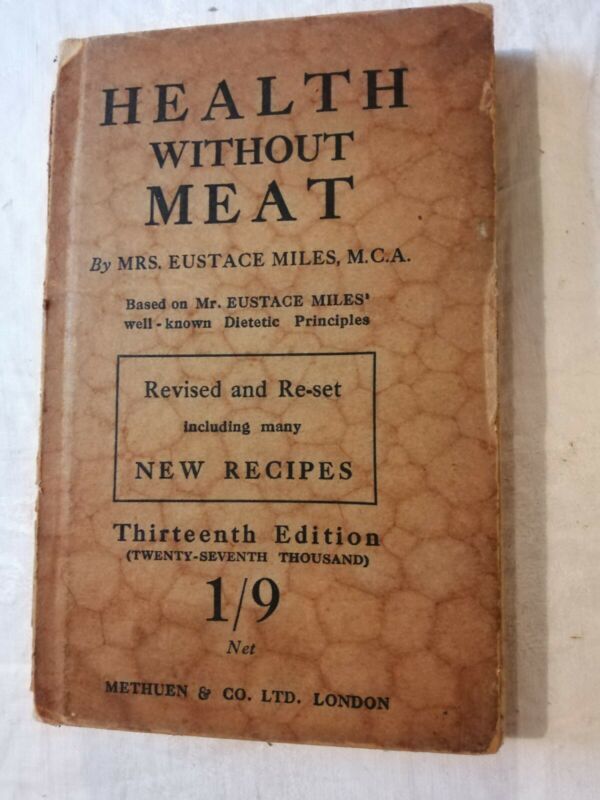 HEALTH
WITHOUT
MEAT
By MRS. EUSTACE MILES, M.C.A.
Based on Mr. EUSTACE MILES'
well-known Dietetic Principles
Revised and Re-set
including many
NEW RECIPES
Thirteenth Edition
(TWENTY-SEVENTH THOUSAND)
1/9
Net
METHUEN & CO. LTD. LONDON